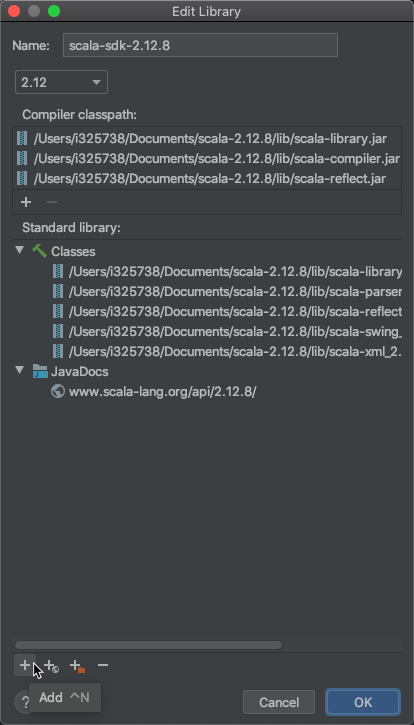 Edit Library
Name: scala-sdk-2.12.8
2.12
Compiler classpath:
/Users/i325738/Documents/scala-2.12.8/lib/scala-library.jar
/Users/i325738/Documents/scala-2.12.8/lib/scala-compiler.jar
/Users/i325738/Documents/scala-2.12.8/lib/scala-reflect.jar
Standard library:
Classes
/Users/i325738/Documents/scala-2.12.8/lib/scala-library
/Users/i325738/Documents/scala-2.12.8/lib/scala-parser
/Users/i325738/Documents/scala-2.12.8/lib/scala-reflect
/Users/i325738/Documents/scala-2.12.8/lib/scala-swing_
/Users/i325738/Documents/scala-2.12.8/lib/scala-xml_2.
JavaDocs
www.scala-lang.org/api/2.12.8/
? Add ^N
Cancel OK